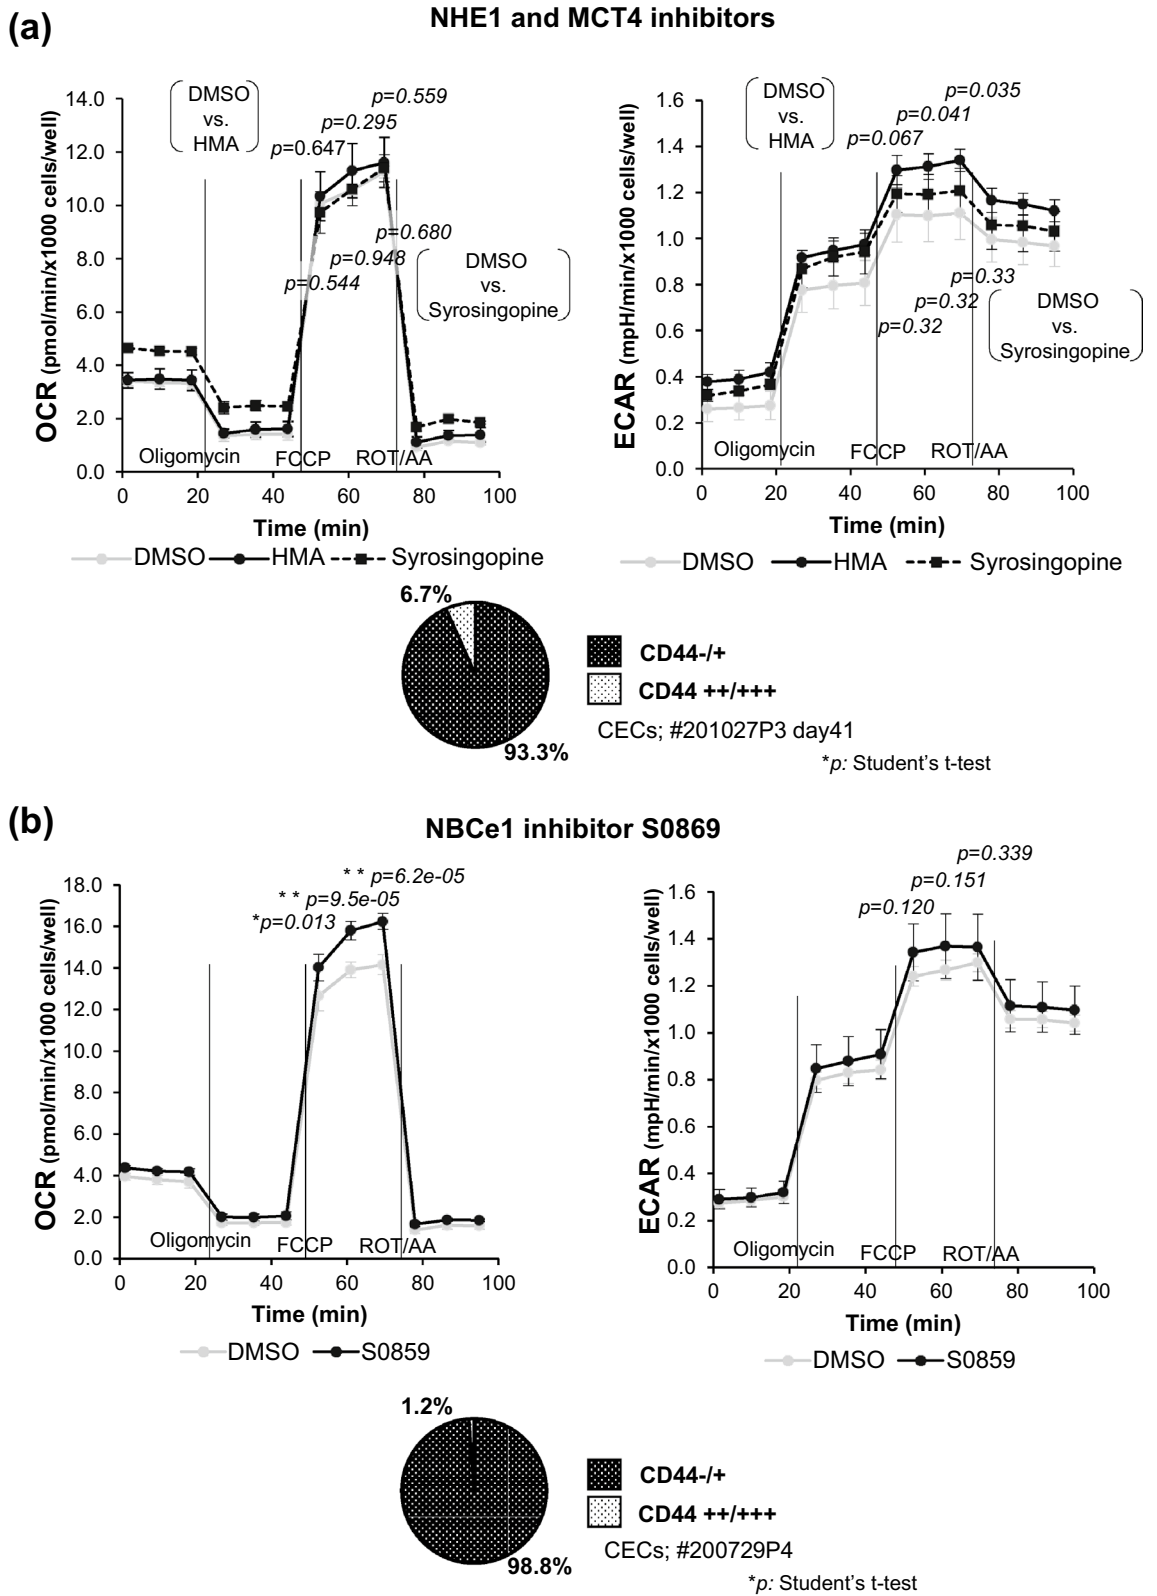 (a)
NHE1 and MCT4 inhibitors
DMSO
vs.
HMA
p=0.559
p=0.295
p=0.647
p=0.680
p=0.948
p=0.544
DMSO
vs.
Syrosingopine
OCR (pmol/min/x1000 cells/well)
14.0
12.0
10.0
8.0
6.0
4.0
2.0
0.0
Oligomycin
FCCP
ROT/AA
0 20 40 60 80 100
Time (min)
DMSO HMA Syrosingopine
DMSO
vs.
HMA
p=0.035
p=0.041
p=0.067
p=0.33
p=0.32
p=0.32
DMSO
vs.
Syrosingopine
ECAR (mpH/min/x1000 cells/well)
1.6
1.4
1.2
1.0
0.8
0.6
0.4
0.2
0.0
Oligomycin
FCCP
ROT/AA
0 20 40 60 80 100
Time (min)
DMSO HMA Syrosingopine
6.7%
93.3%
CD44-/+
CD44 ++/+++
CECs; #201027P3 day41
*p: Student's t-test
(b)
NBCe1 inhibitor S0869
** p=6.2e-05
** p=9.5e-05
*p=0.013
OCR (pmol/min/x1000 cells/well)
18.0
16.0
14.0
12.0
10.0
8.0
6.0
4.0
2.0
0.0
Oligomycin
FCCP
ROT/AA
0 20 40 60 80 100
Time (min)
DMSO S0859
p=0.339
p=0.151
p=0.120
ECAR (mpH/min/x1000 cells/well)
1.6
1.4
1.2
1.0
0.8
0.6
0.4
0.2
0.0
Oligomycin
FCCP
ROT/AA
0 20 40 60 80 100
Time (min)
DMSO S0859
1.2%
98.8%
CD44-/+
CD44 ++/+++
CECs; #200729P4
*p: Student's t-test